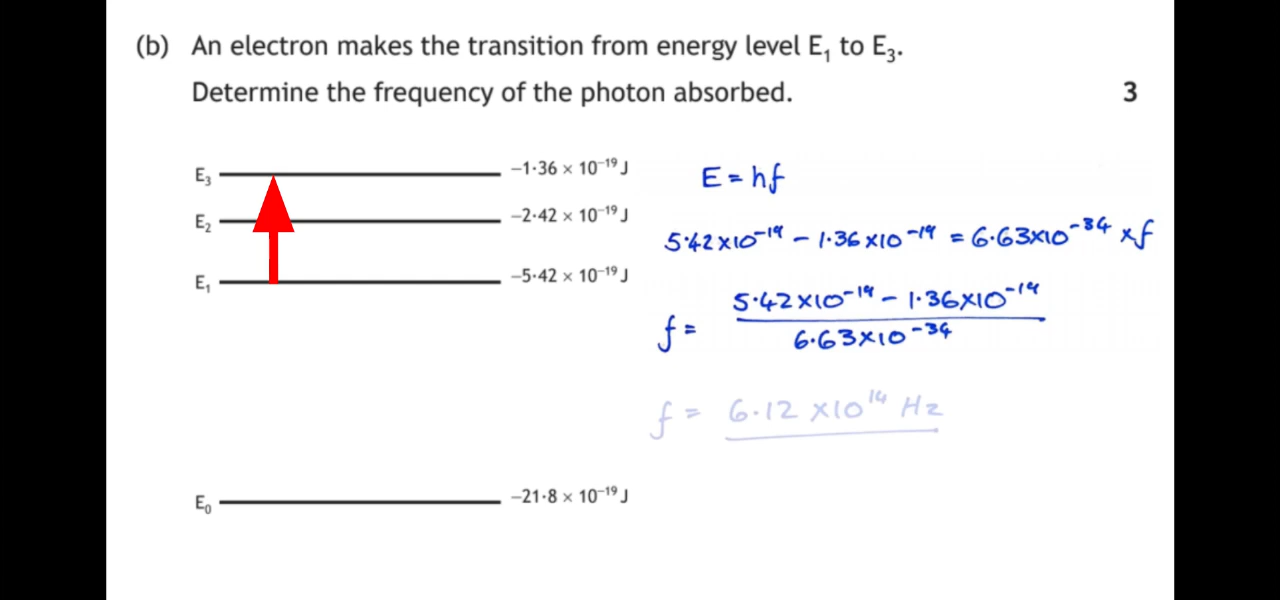 (b) An electron makes the transition from energy level E₁ to E₃.
Determine the frequency of the photon absorbed. 3
E₃ −1·36 × 10⁻¹⁹ J
E₂ −2·42 × 10⁻¹⁹ J
E₁ −5·42 × 10⁻¹⁹ J
E₀ −21·8 × 10⁻¹⁹ J
E = hf
5·42×10⁻¹⁹ − 1·36×10⁻¹⁹ = 6·63×10⁻³⁴ × f
f = 5·42×10⁻¹⁹ − 1·36×10⁻¹⁹
6·63×10⁻³⁴
f = 6·12 ×10¹⁴ Hz